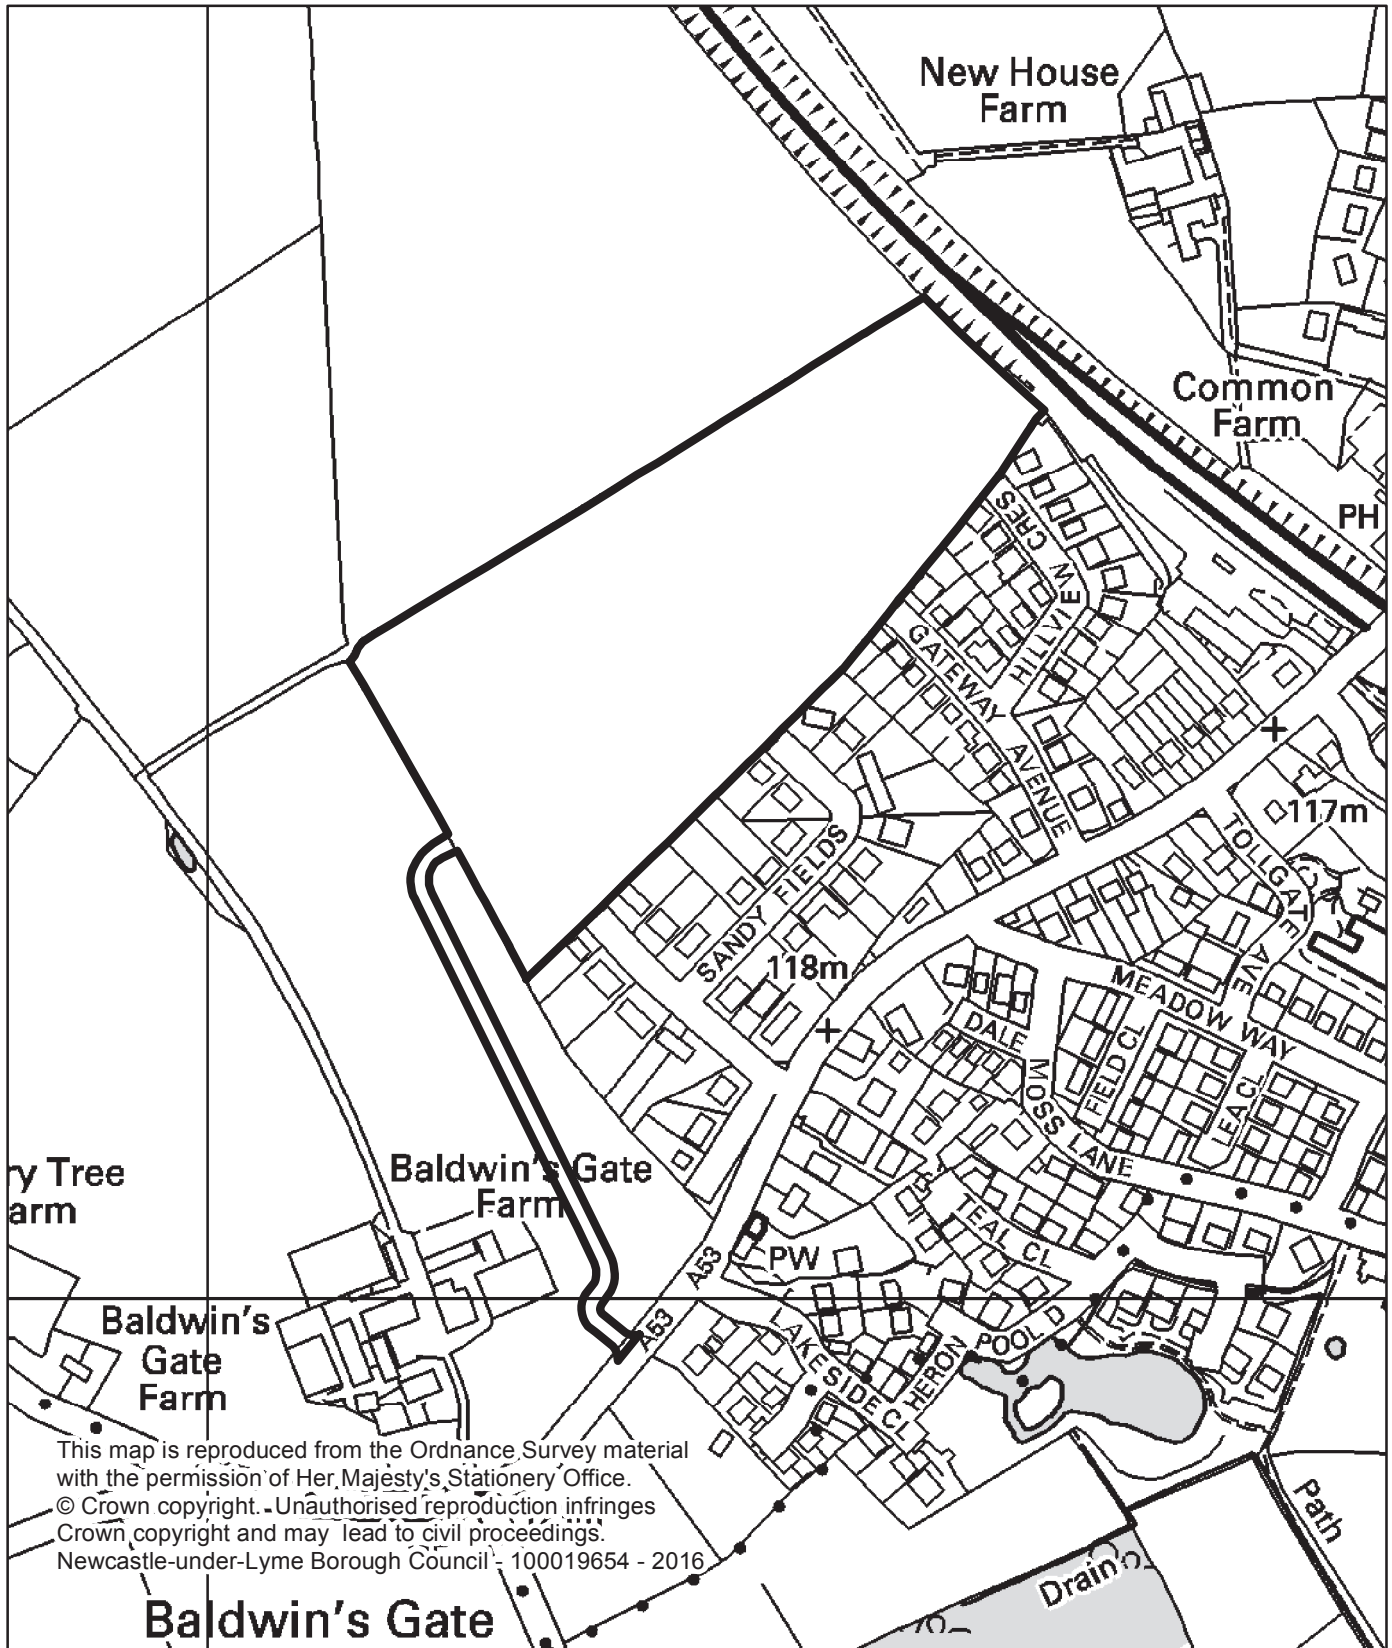 New House
Farm
Common
Farm
PH
CRES
HILLVIEW
GATEWAY
AVENUE
117m
TOLLGATE
AVE
SANDY FIELDS
118m
MEADOW WAY
DALE
FIELD CL
MOSS LANE
LEA CL
ry Tree
arm
Baldwin's Gate
Farm
TEAL CL
A53
PW
A53
Baldwin's
Gate
Farm
LAKESIDE CL
HERON
POOL D
This map is reproduced from the Ordnance Survey material
with the permission of Her Majesty's Stationery Office.
© Crown copyright. Unauthorised reproduction infringes
Crown copyright and may lead to civil proceedings.
Newcastle-under-Lyme Borough Council - 100019654 - 2016
Path
Drain
Baldwin's Gate